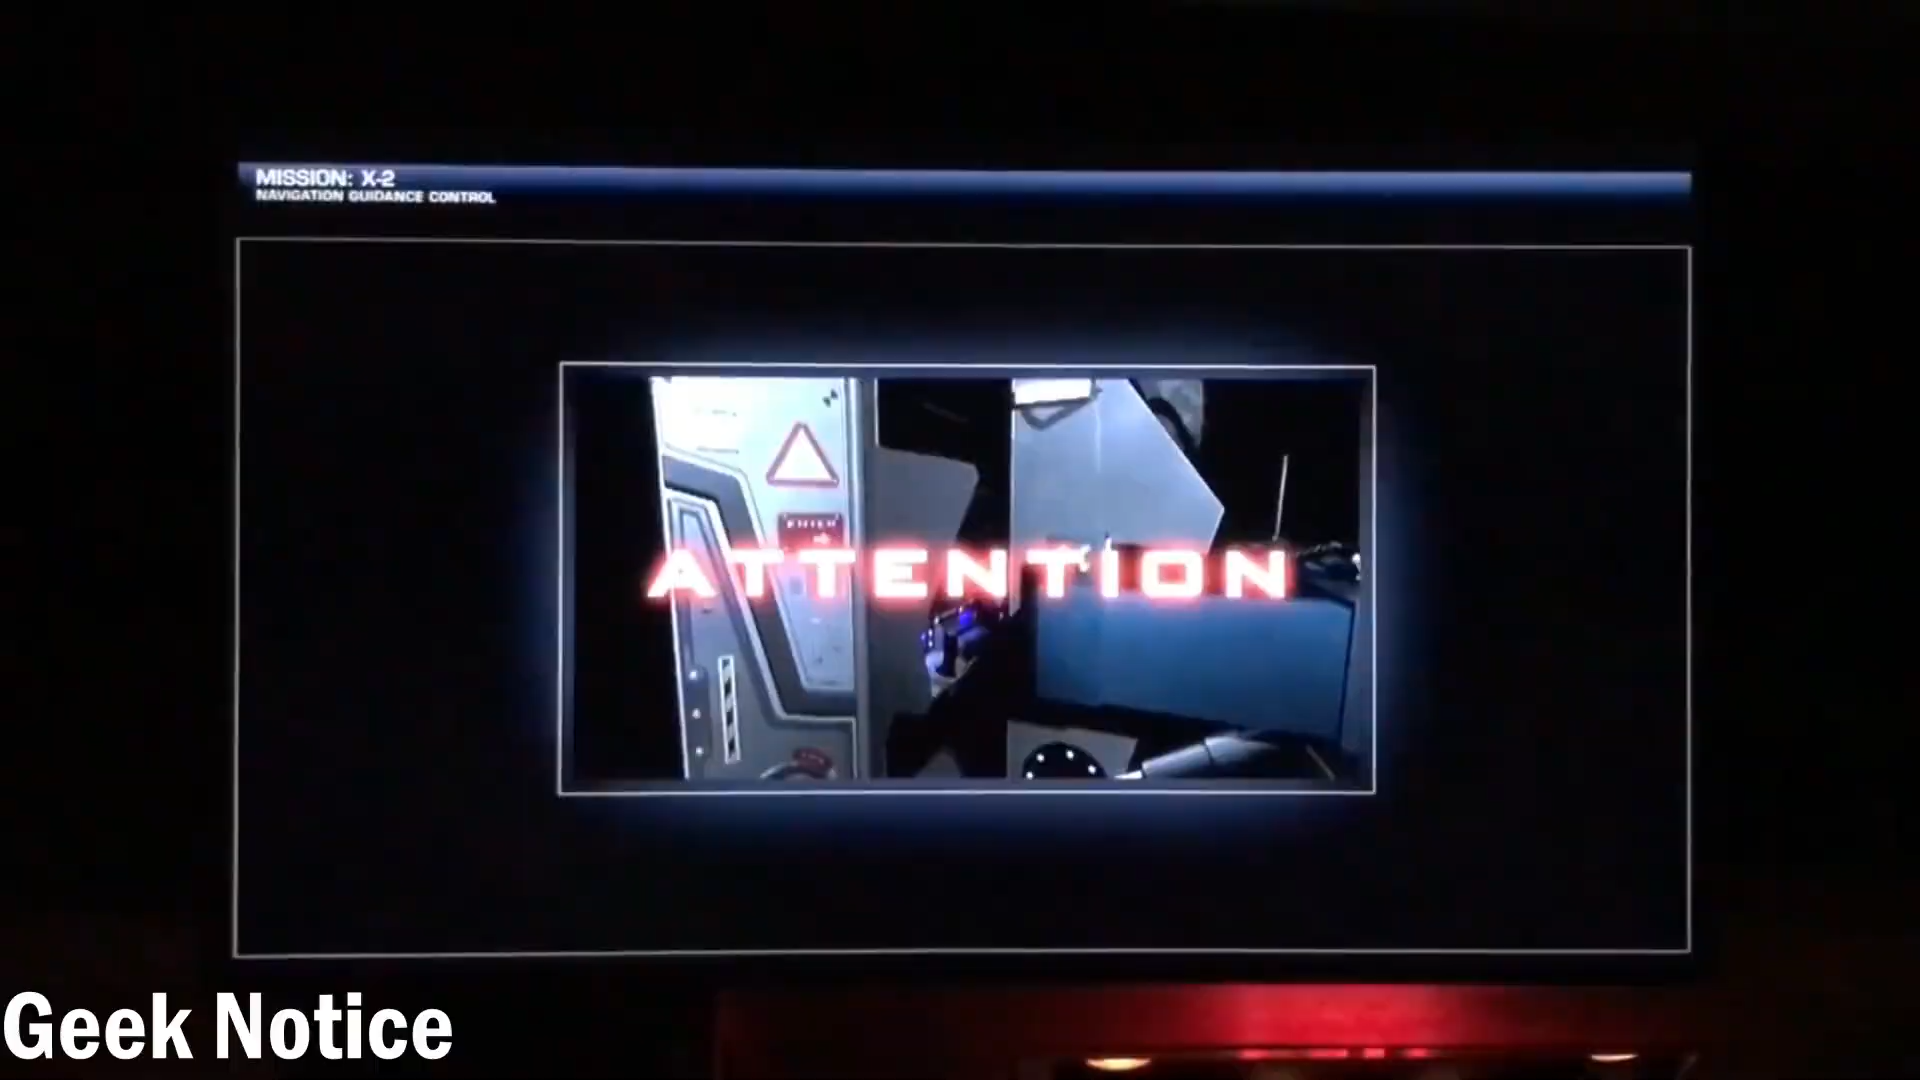 MISSION: X-2
NAVIGATION GUIDANCE CONTROL
ATTENTION
Geek Notice